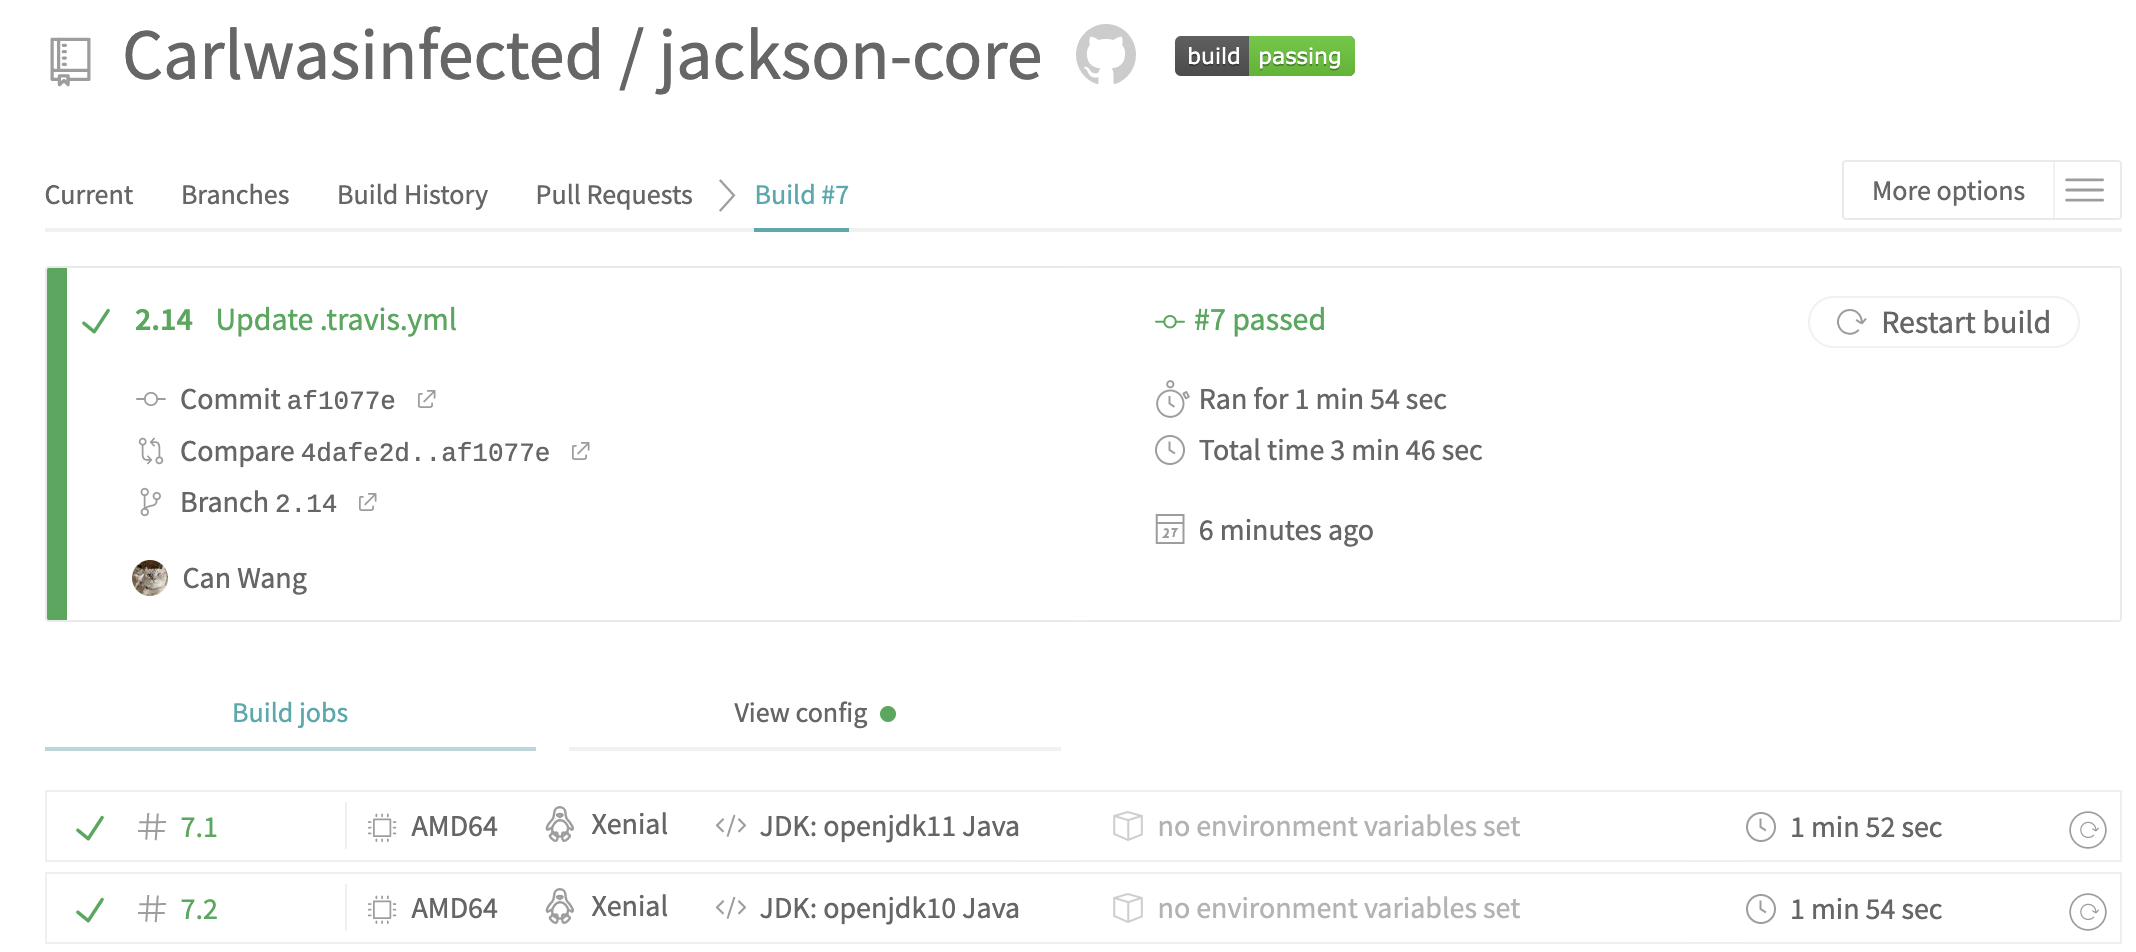 Carlwasinfected / jackson-core build passing
Current Branches Build History Pull Requests Build #7 More options
2.14 Update .travis.yml #7 passed Restart build
Commit af1077e Ran for 1 min 54 sec
Compare 4dafe2d..af1077e Total time 3 min 46 sec
Branch 2.14
27 6 minutes ago
Can Wang
Build jobs View config
# 7.1 AMD64 Xenial </> JDK: openjdk11 Java no environment variables set 1 min 52 sec
# 7.2 AMD64 Xenial </> JDK: openjdk10 Java no environment variables set 1 min 54 sec